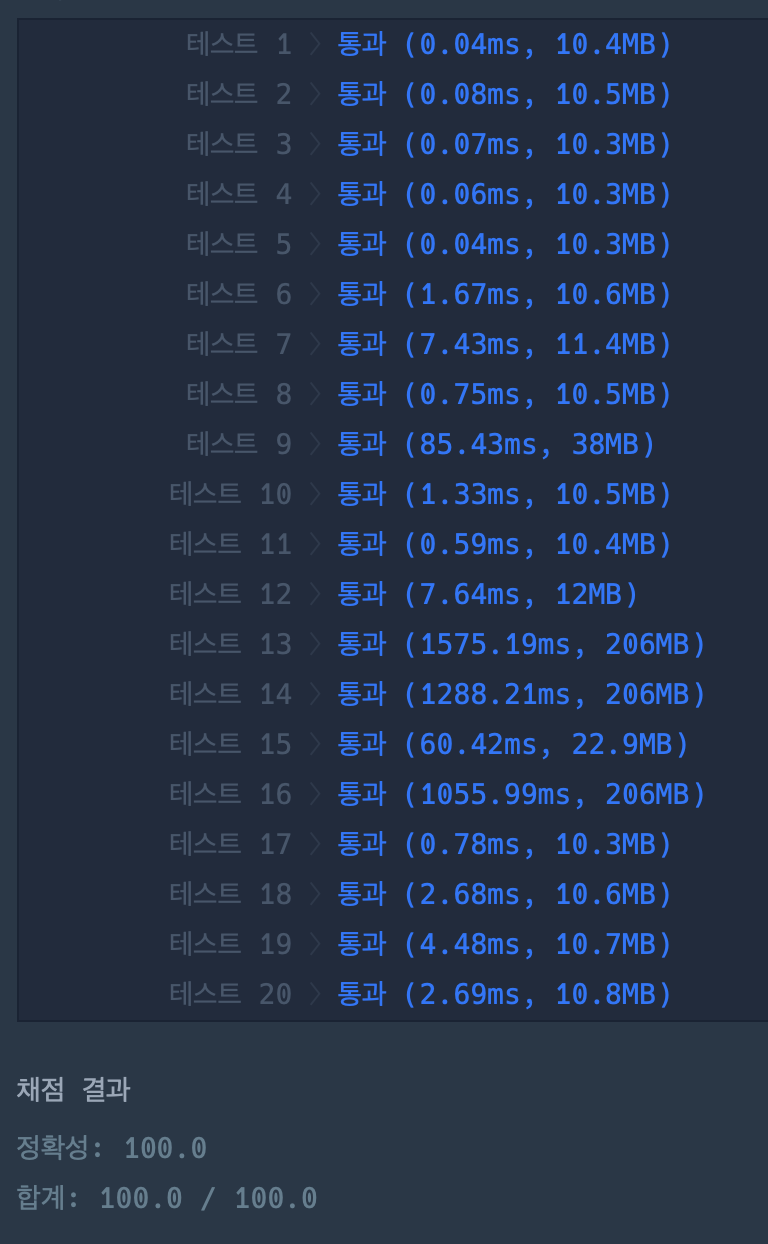 테스트 1 〉 통과 (0.04ms, 10.4MB)
테스트 2 〉 통과 (0.08ms, 10.5MB)
테스트 3 〉 통과 (0.07ms, 10.3MB)
테스트 4 〉 통과 (0.06ms, 10.3MB)
테스트 5 〉 통과 (0.04ms, 10.3MB)
테스트 6 〉 통과 (1.67ms, 10.6MB)
테스트 7 〉 통과 (7.43ms, 11.4MB)
테스트 8 〉 통과 (0.75ms, 10.5MB)
테스트 9 〉 통과 (85.43ms, 38MB)
테스트 10 〉 통과 (1.33ms, 10.5MB)
테스트 11 〉 통과 (0.59ms, 10.4MB)
테스트 12 〉 통과 (7.64ms, 12MB)
테스트 13 〉 통과 (1575.19ms, 206MB)
테스트 14 〉 통과 (1288.21ms, 206MB)
테스트 15 〉 통과 (60.42ms, 22.9MB)
테스트 16 〉 통과 (1055.99ms, 206MB)
테스트 17 〉 통과 (0.78ms, 10.3MB)
테스트 18 〉 통과 (2.68ms, 10.6MB)
테스트 19 〉 통과 (4.48ms, 10.7MB)
테스트 20 〉 통과 (2.69ms, 10.8MB)
채점 결과
정확성: 100.0
합계: 100.0 / 100.0